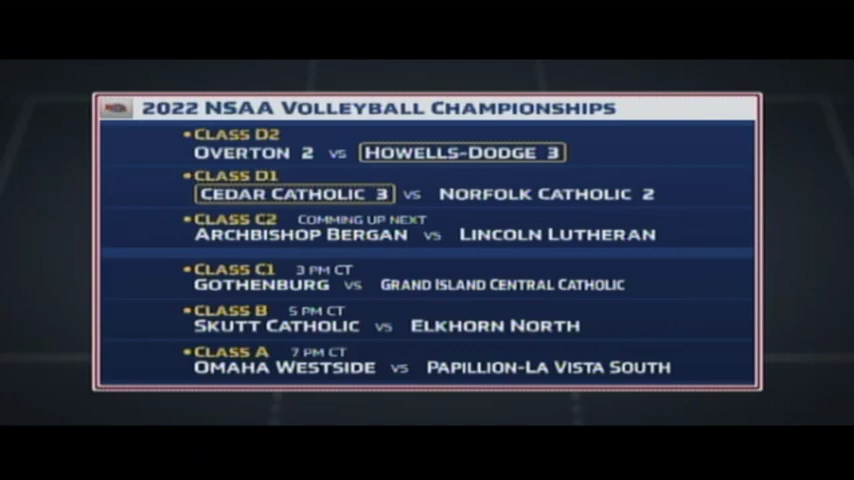 2022 NSAA VOLLEYBALL CHAMPIONSHIPS
• CLASS D2
OVERTON 2 VS HOWELLS-DODGE 3
• CLASS D1
CEDAR CATHOLIC 3 VS NORFOLK CATHOLIC 2
• CLASS C2 COMMING UP NEXT
ARCHBISHOP BERGAN VS LINCOLN LUTHERAN
• CLASS C1 3 PM CT
GOTHENBURG VS GRAND ISLAND CENTRAL CATHOLIC
• CLASS B 5 PM CT
SKUTT CATHOLIC VS ELKHORN NORTH
• CLASS A 7 PM CT
OMAHA WESTSIDE VS PAPILLION-LA VISTA SOUTH